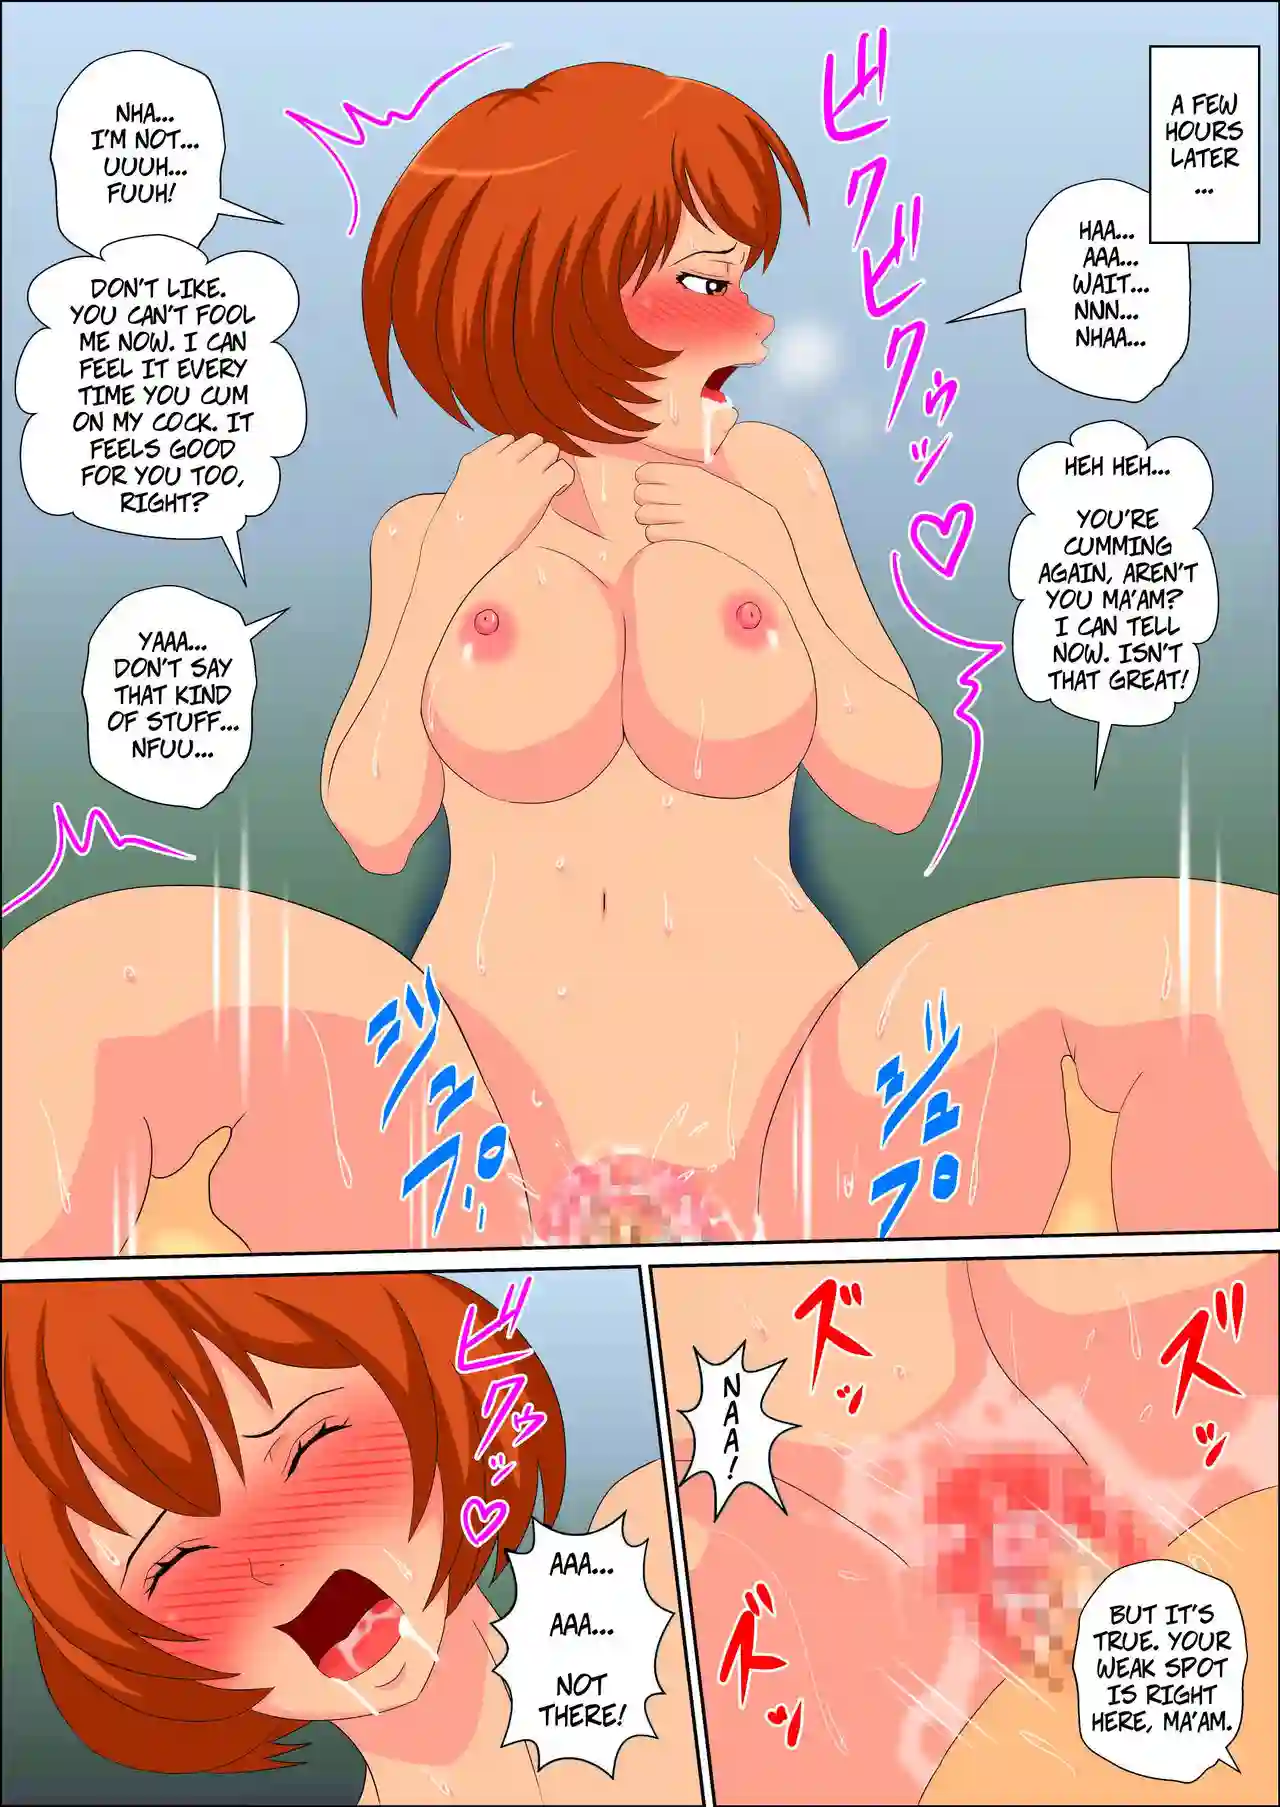 A FEW
HOURS
LATER
...
HAA...
AAA...
WAIT...
NNN...
NHAA...
HEH HEH...
YOU'RE
CUMMING
AGAIN, AREN'T
YOU MA'AM?
I CAN TELL
NOW. ISN'T
THAT GREAT!
ビクビクゥッ
NHA...
I'M NOT...
UUUH...
FUUH!
DON'T LIKE.
YOU CAN'T FOOL
ME NOW. I CAN
FEEL IT EVERY
TIME YOU CUM
ON MY COCK. IT
FEELS GOOD
FOR YOU TOO,
RIGHT?
YAAA...
DON'T SAY
THAT KIND
OF STUFF...
NFUU...
ジュプ
ジュプ
ズッ
ズッ
NAA!
ズッ
BUT IT'S
TRUE. YOUR
WEAK SPOT
IS RIGHT
HERE, MA'AM.
ビクゥッ
AAA...
AAA...
NOT
THERE!